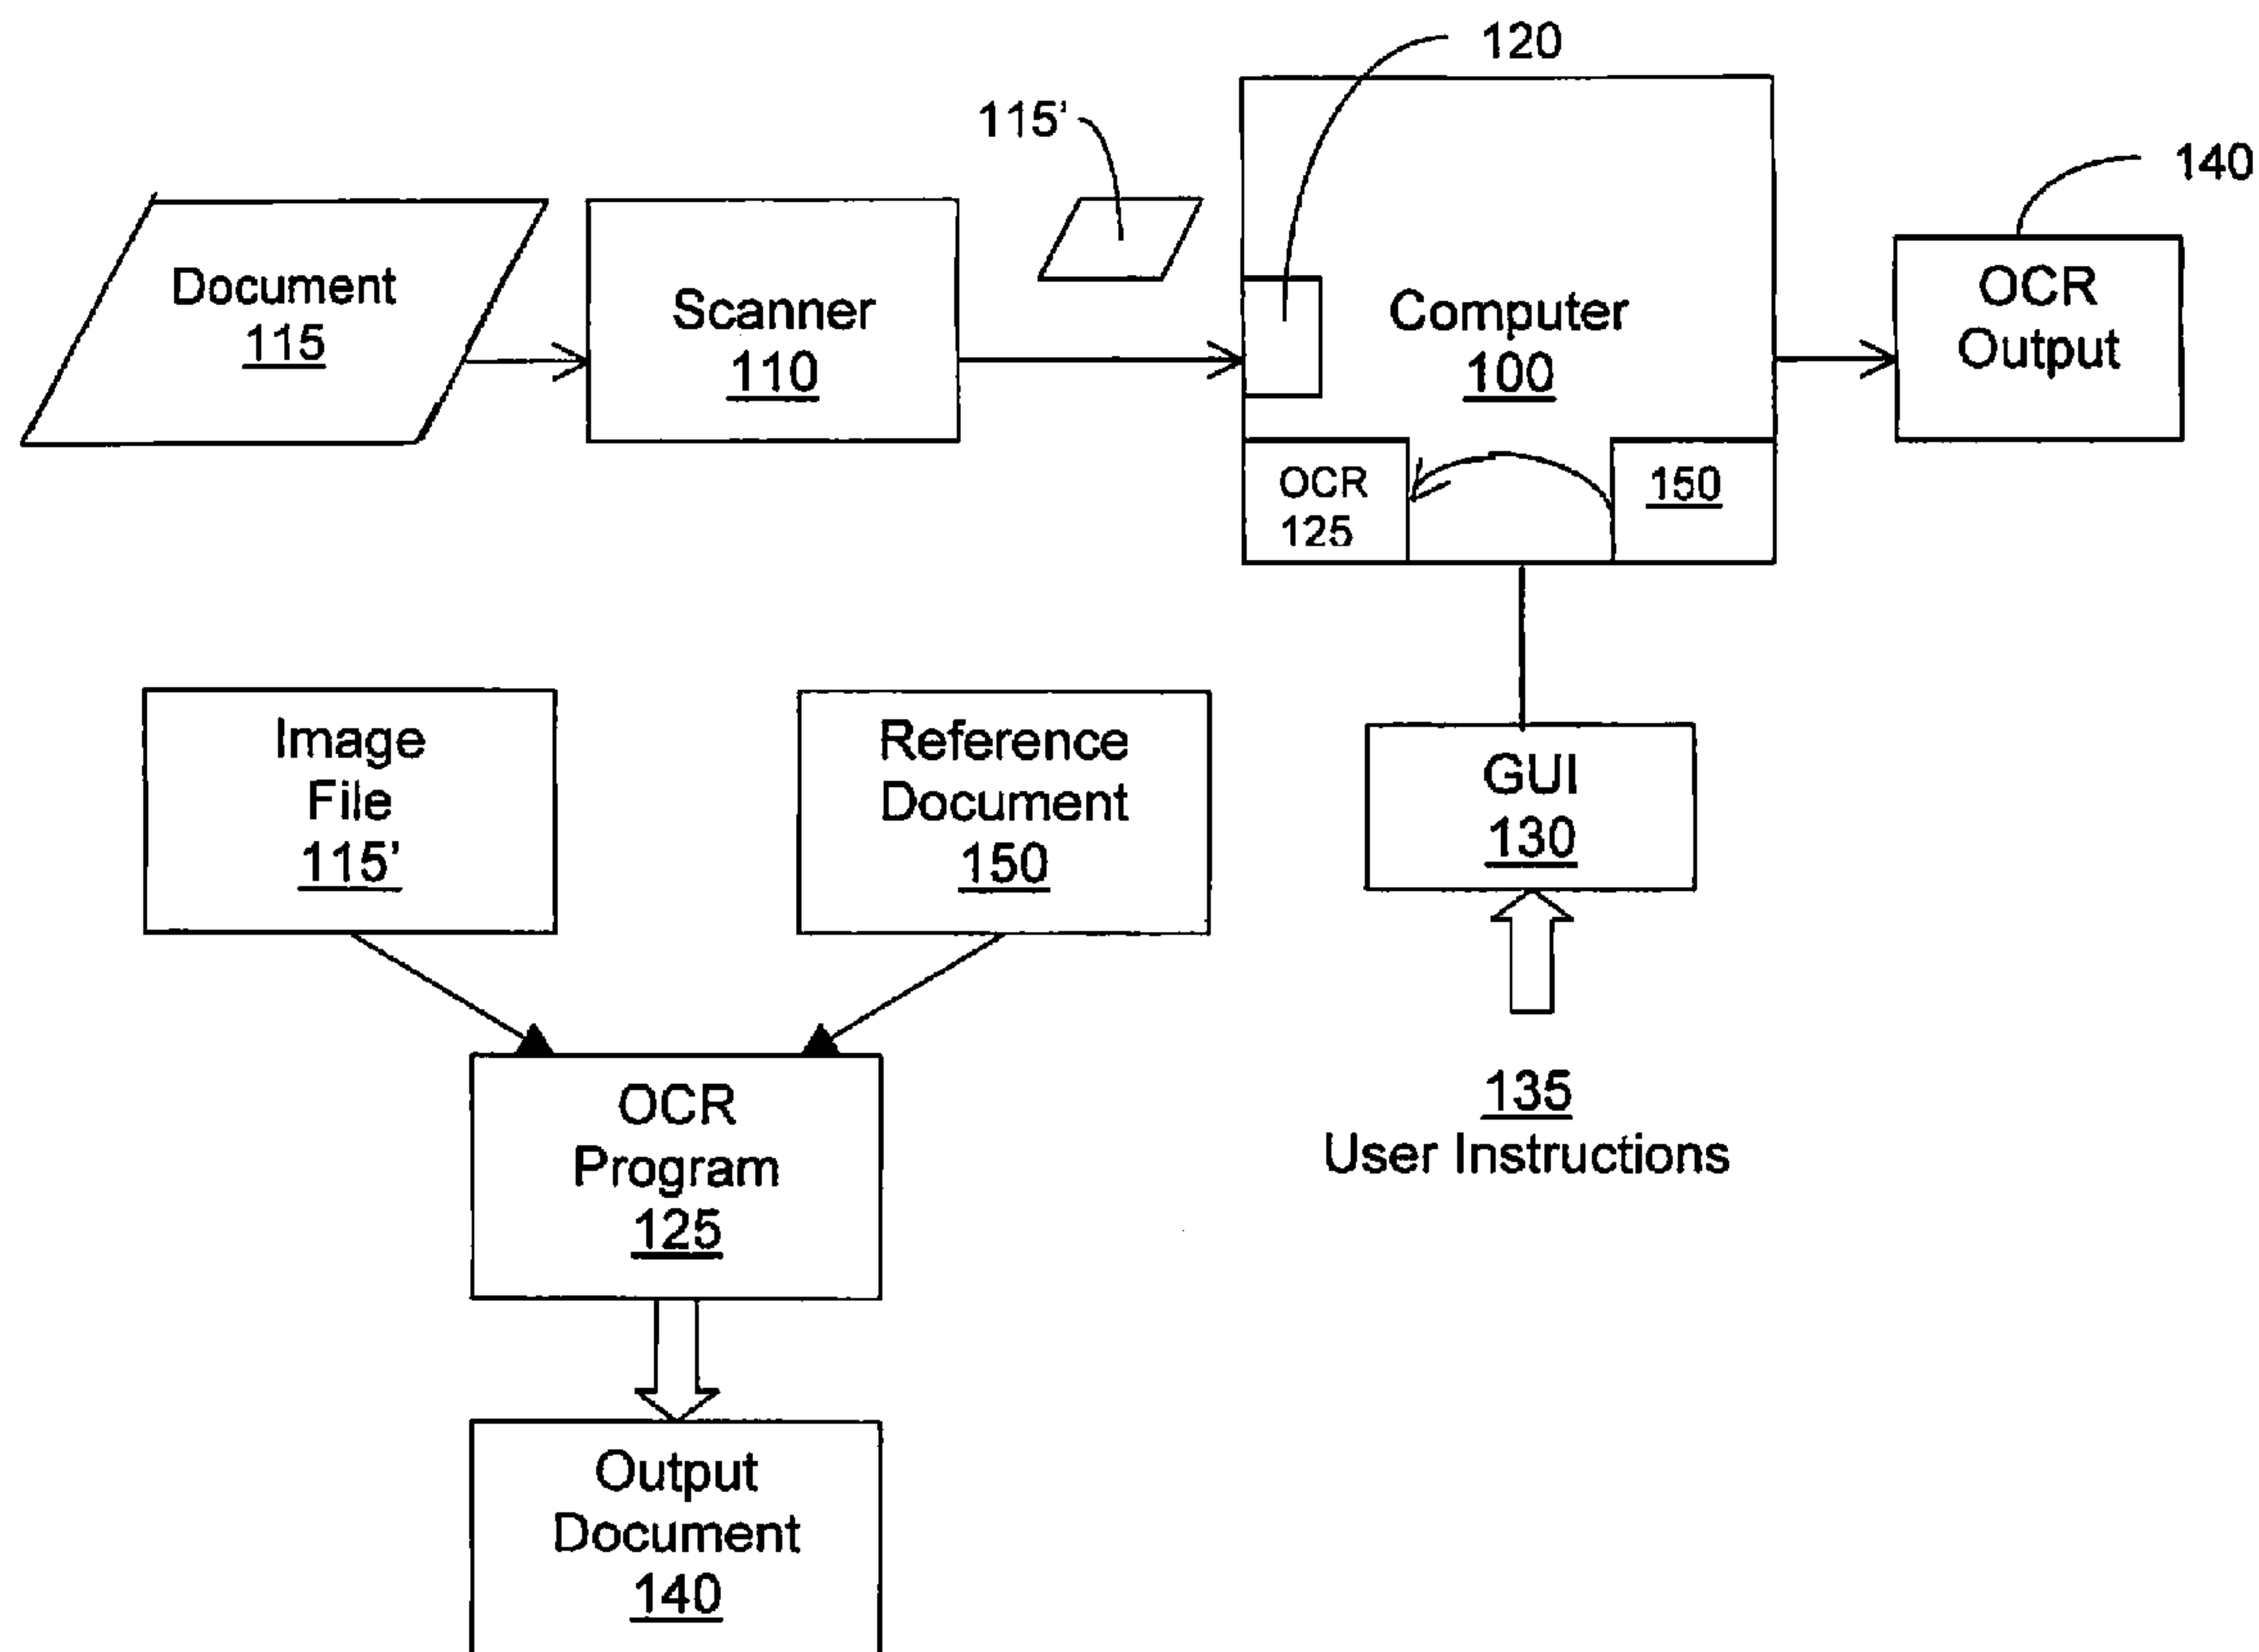 120
115'
140
Document
115
Scanner
110
Computer
100
OCR
Output
OCR
125
150
Image
File
115'
Reference
Document
150
GUI
130
OCR
Program
125
135
User Instructions
Output
Document
140